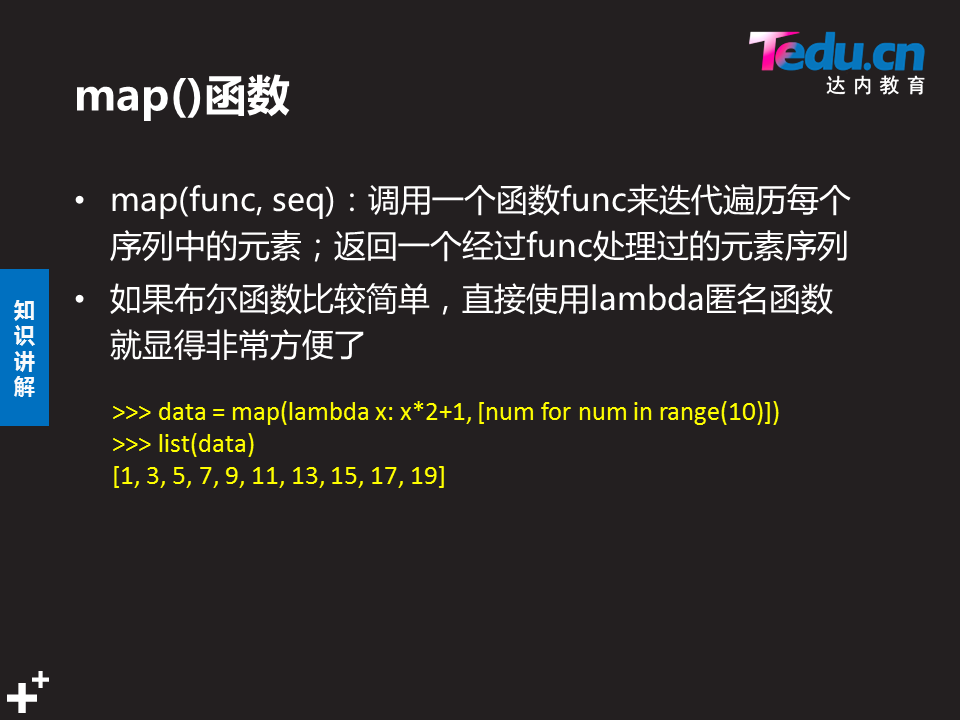 Tedu.cn
达内教育
map()函数
• map(func, seq)：调用一个函数func来迭代遍历每个
序列中的元素；返回一个经过func处理过的元素序列
• 如果布尔函数比较简单，直接使用lambda匿名函数
就显得非常方便了
知
识
讲
解
>>> data = map(lambda x: x*2+1, [num for num in range(10)])
>>> list(data)
[1, 3, 5, 7, 9, 11, 13, 15, 17, 19]